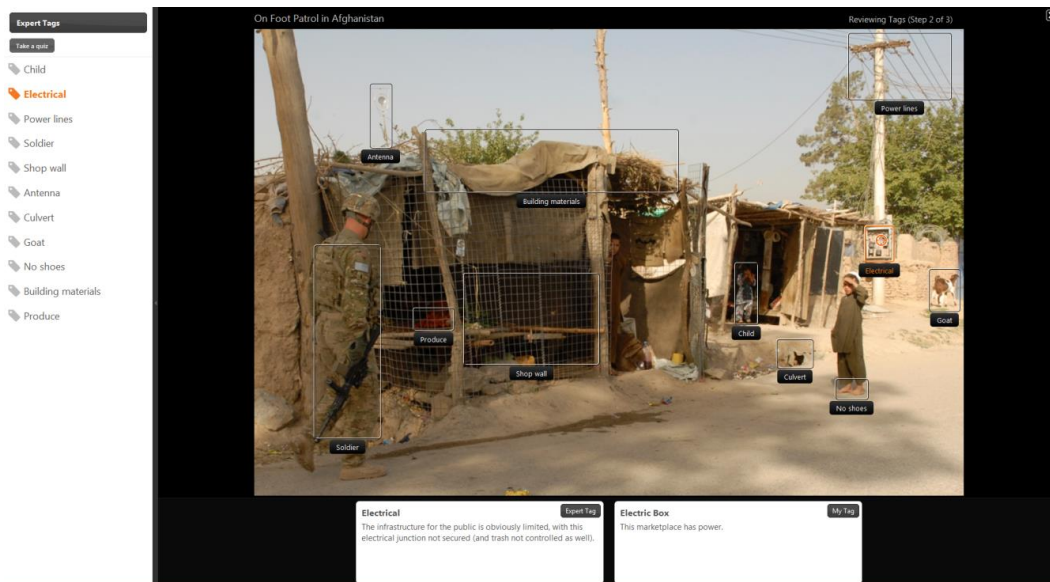 Expert Tags
Take a quiz
Child
Electrical
Power lines
Soldier
Shop wall
Antenna
Culvert
Goat
No shoes
Building materials
Produce
On Foot Patrol in Afghanistan
Reviewing Tags (Step 2 of 3)
Power lines
Antenna
Building materials
Electrical
Goat
Child
Produce
Shop wall
Culvert
No shoes
Soldier
Electrical
Expert Tag
The infrastructure for the public is obviously limited, with this
electrical junction not secured (and trash not controlled as well).
Electric Box
My Tag
This marketplace has power.